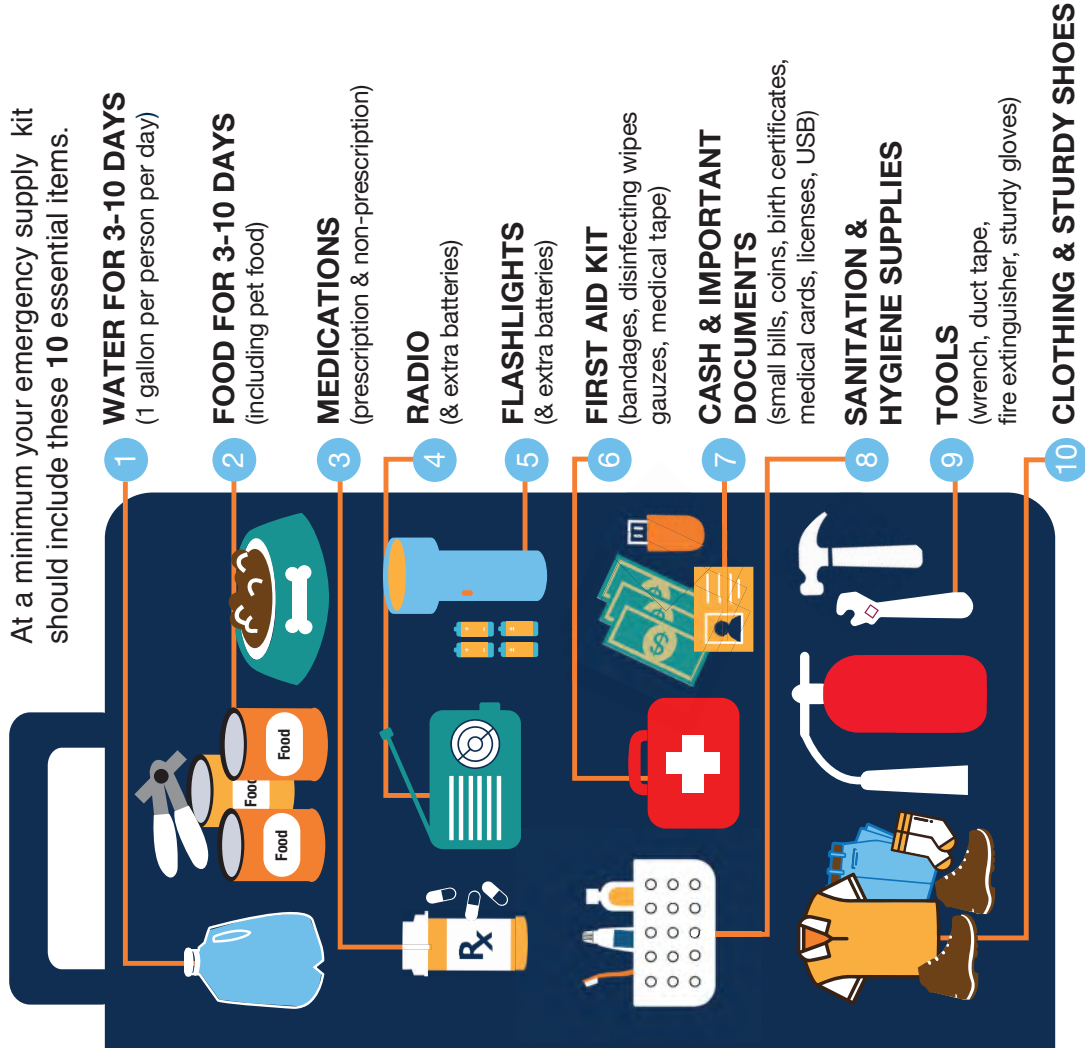 At a minimum your emergency supply kit
should include these 10 essential items.
1
WATER FOR 3-10 DAYS
(1 gallon per person per day)
2
FOOD FOR 3-10 DAYS
(including pet food)
3
MEDICATIONS
(prescription & non-prescription)
4
RADIO
(& extra batteries)
5
FLASHLIGHTS
(& extra batteries)
6
FIRST AID KIT
(bandages, disinfecting wipes
gauzes, medical tape)
7
CASH & IMPORTANT
DOCUMENTS
(small bills, coins, birth certificates,
medical cards, licenses, USB)
8
SANITATION &
HYGIENE SUPPLIES
9
TOOLS
(wrench, duct tape,
fire extinguisher, sturdy gloves)
10
CLOTHING & STURDY SHOES
Food
Food
Food
Rx
$
$
$